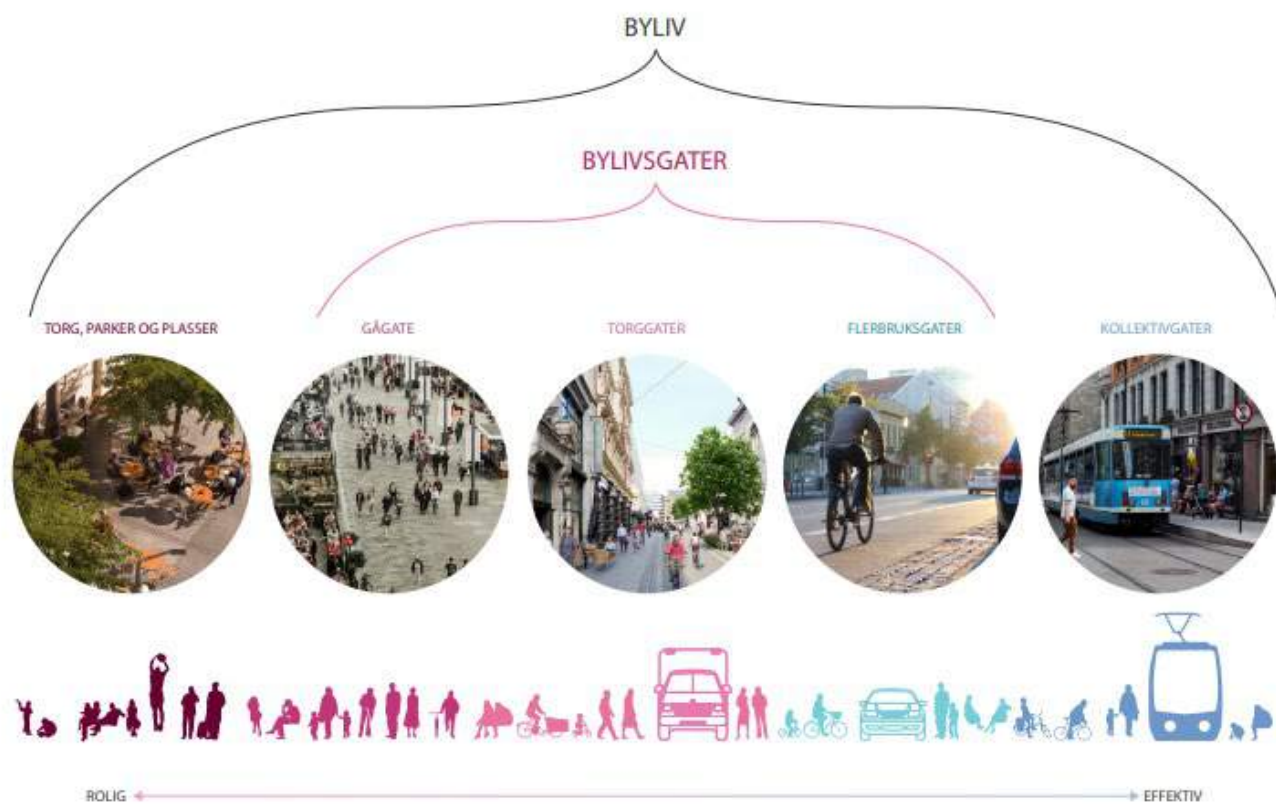 BYLIV
BYLIVSGATER
TORG, PARKER OG PLASSER
GÅGATE
TORGGATER
FLERBRUKSGATER
KOLLEKTIVGATER
ROLIG
EFFEKTIV